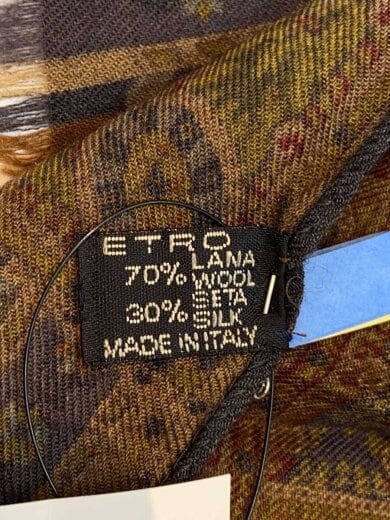 ETRO
70% LANA
WOOL
30% SETA
SILK
MADE IN ITALY